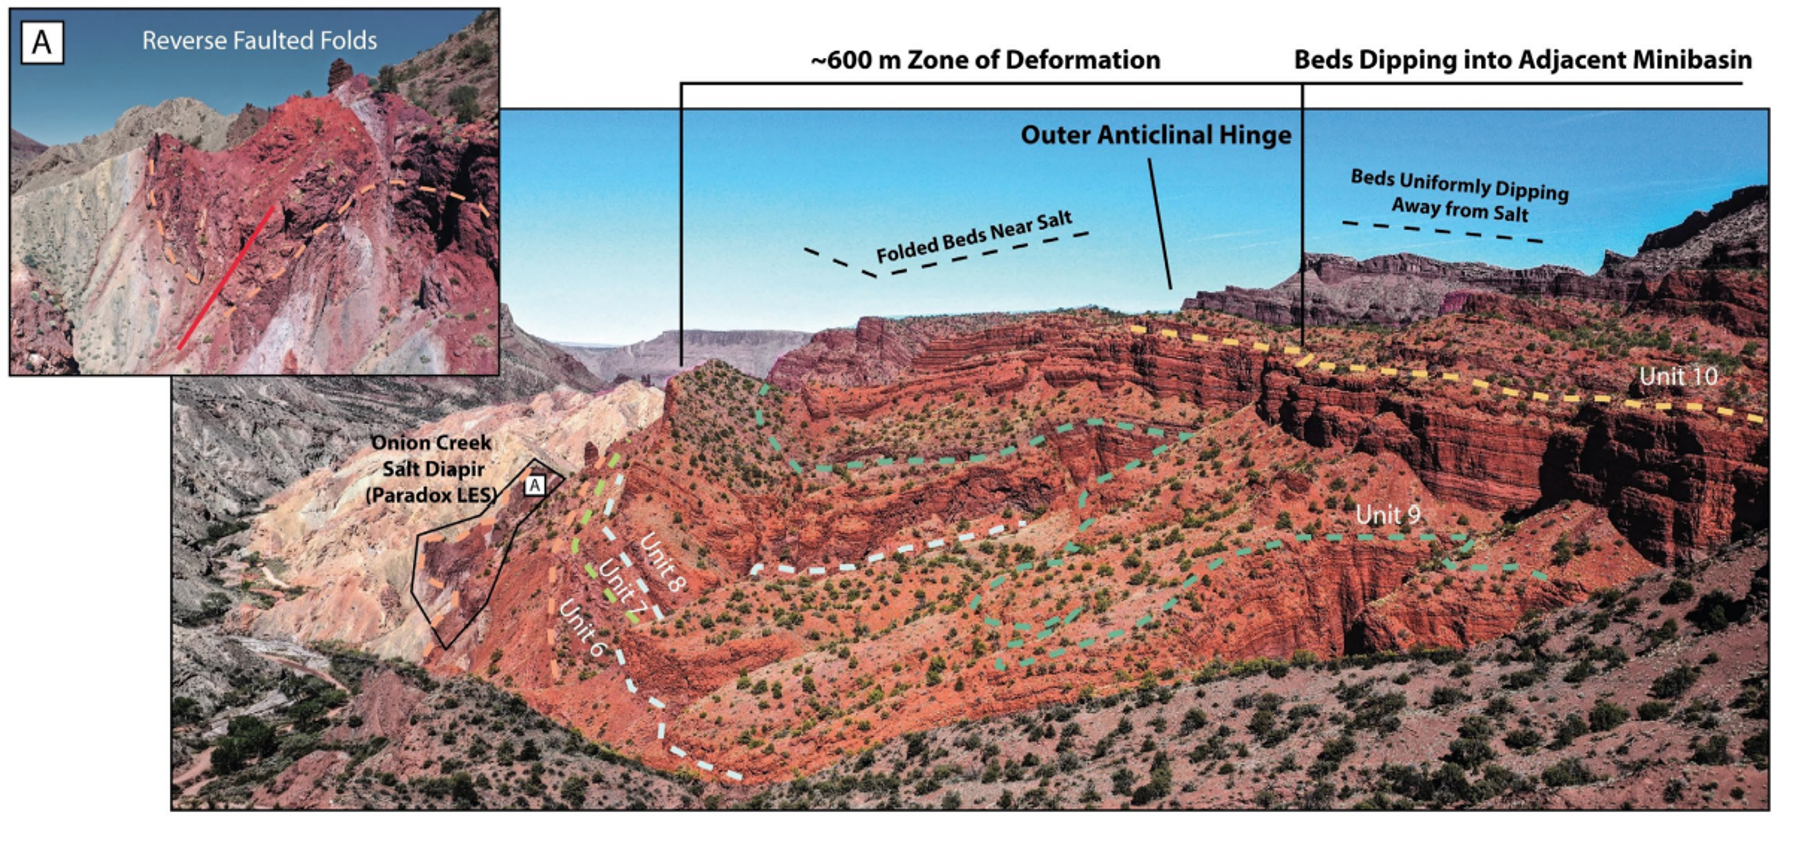 A
Reverse Faulted Folds
~600 m Zone of Deformation
Beds Dipping into Adjacent Minibasin
Outer Anticlinal Hinge
Beds Uniformly Dipping
Away from Salt
Folded Beds Near Salt
Unit 10
Onion Creek
Salt Diapir
(Paradox LES)
A
Unit 9
Unit 8
Unit 7
Unit 6